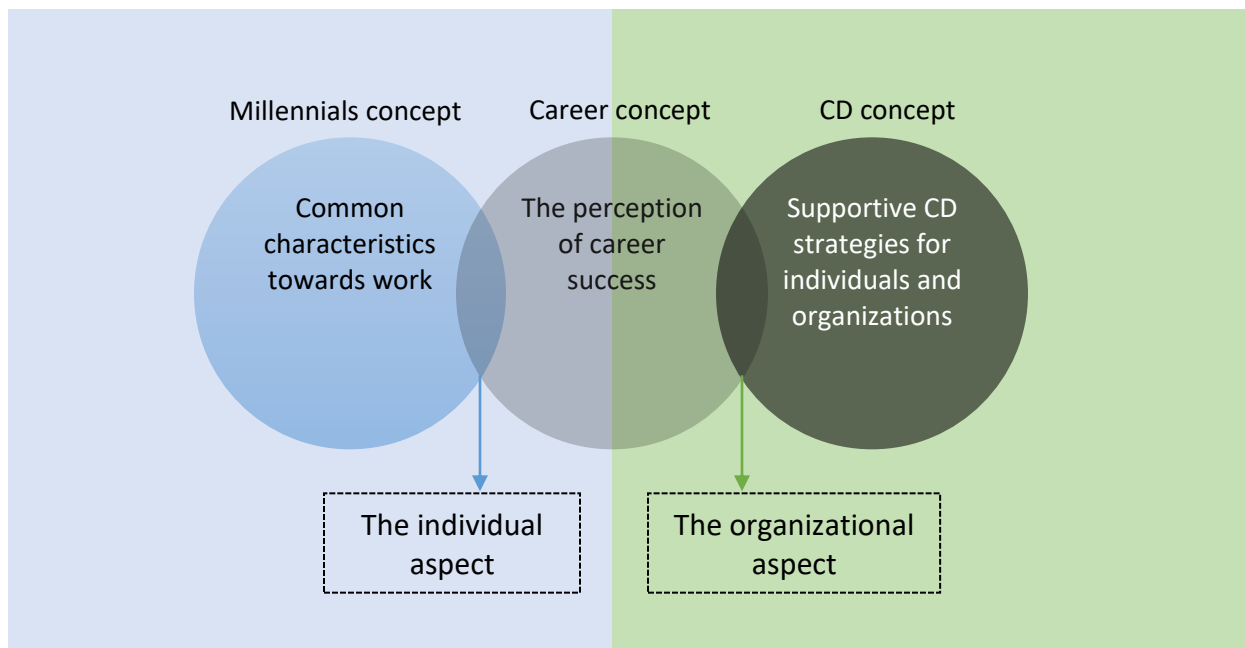 Millennials concept
Career concept
CD concept
Common
characteristics
towards work
The perception
of career
success
Supportive CD
strategies for
individuals and
organizations
The individual
aspect
The organizational
aspect